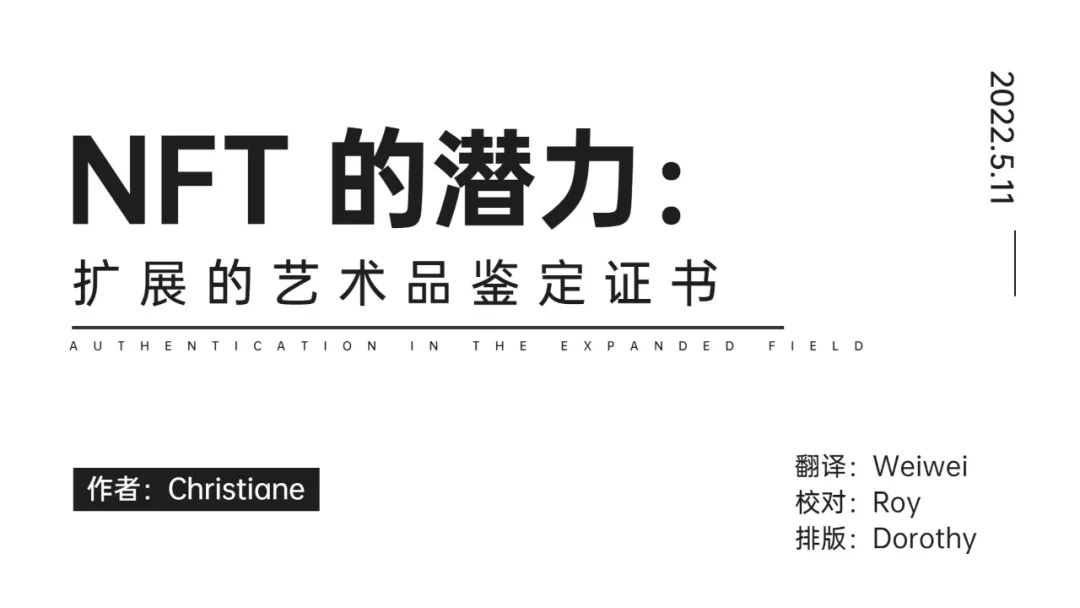 NFT 的潜力：
扩展的艺术品鉴定证书
AUTHENTICATION IN THE EXPANDED FIELD
2022.5.11
作者：Christiane
翻译：Weiwei
校对：Roy
排版：Dorothy